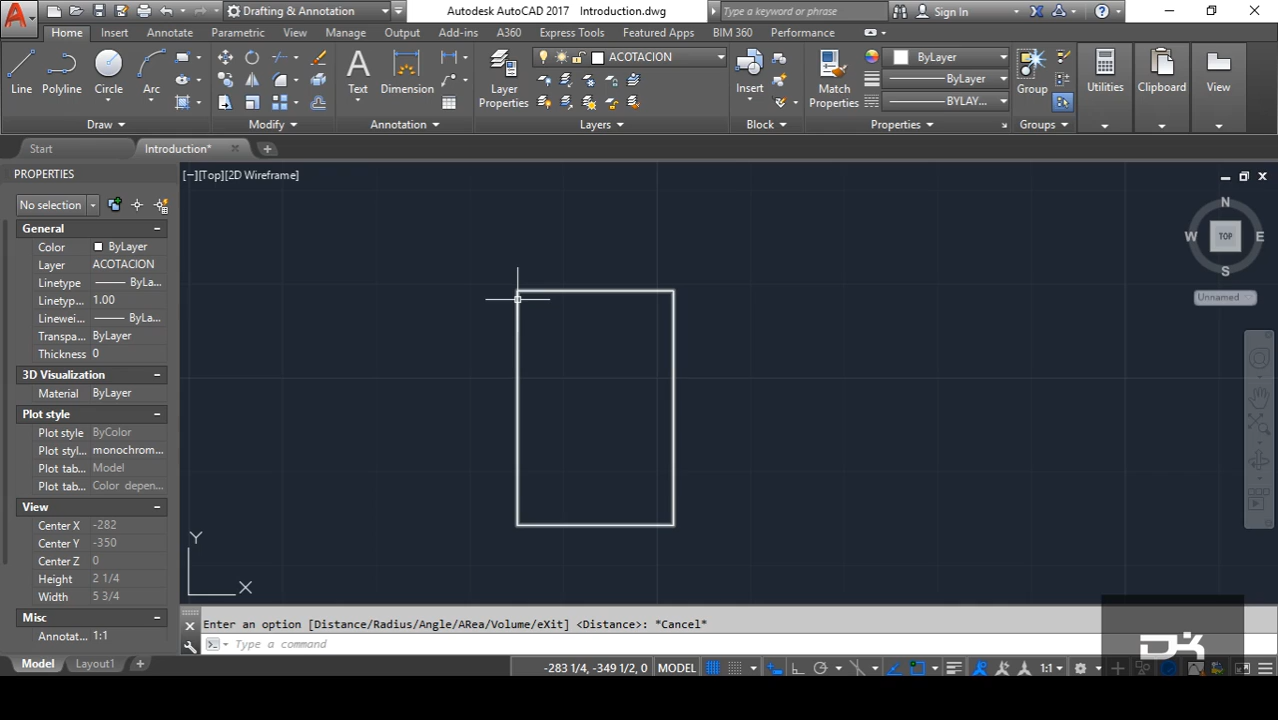 Drafting & Annotation
Autodesk AutoCAD 2017 Introduction.dwg
Type a keyword or phrase
Sign In
Home Insert Annotate Parametric View Manage Output Add-ins A360 Express Tools Featured Apps BIM 360 Performance
ACOTACION
ByLayer
ByLayer
BYLAY...
Line Polyline Circle Arc Text Dimension Layer Properties Insert Match Properties Group Utilities Clipboard View
Draw Modify Annotation Layers Block Properties Groups
Start Introduction*
PROPERTIES
[−][Top][2D Wireframe]
No selection
General
Color ByLayer
Layer ACOTACION
Linetype ByLa...
Linetyp... 1.00
Linewei... ByLa...
Transpa... ByLayer
Thickness 0
3D Visualization
Material ByLayer
Plot style
Plot style ByColor
Plot styl... monochrom...
Plot tab... Model
Plot tab... Color depen...
View
Center X -282
Center Y -350
Center Z 0
Height 2 1/4
Width 5 3/4
Misc
Annotat... 1:1
N
W TOP E
S
Unnamed
Y
X
Enter an option [Distance/Radius/Angle/ARea/Volume/eXit] <Distance>: *Cancel*
Type a command
Model Layout1
-283 1/4, -349 1/2, 0 MODEL
1:1
DK